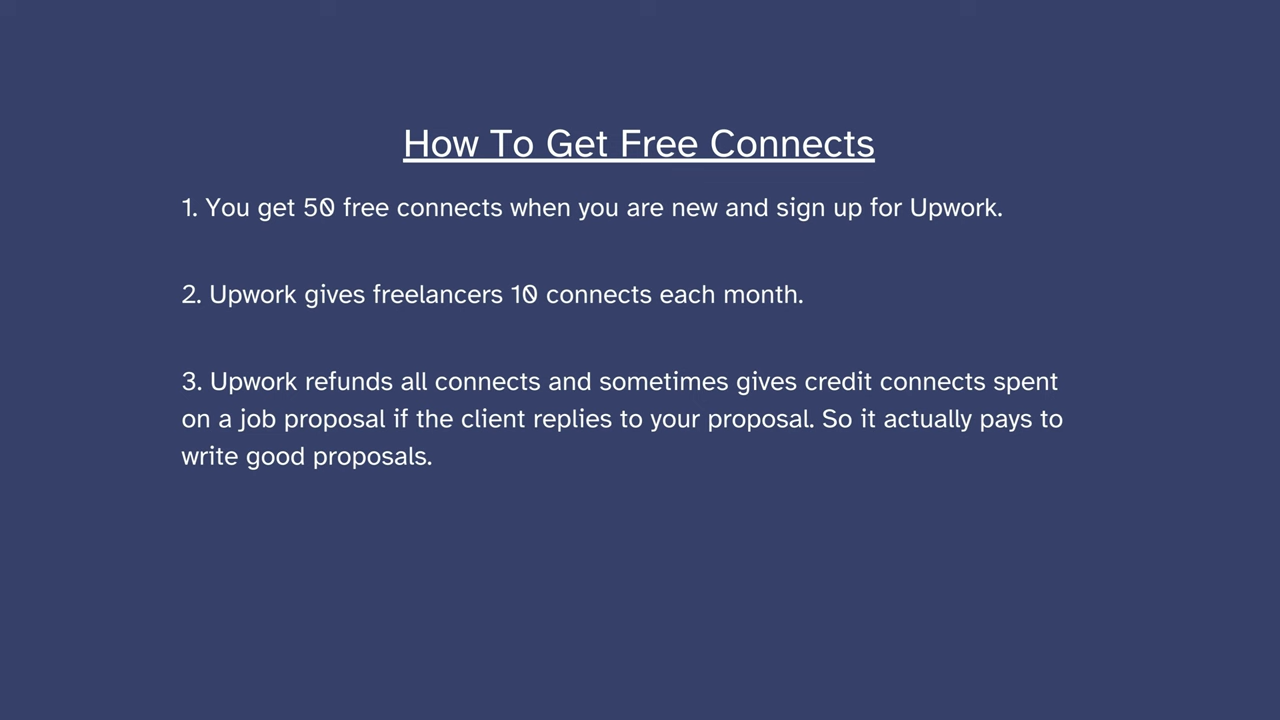 How To Get Free Connects
1. You get 50 free connects when you are new and sign up for Upwork.
2. Upwork gives freelancers 10 connects each month.
3. Upwork refunds all connects and sometimes gives credit connects spent
on a job proposal if the client replies to your proposal. So it actually pays to
write good proposals.